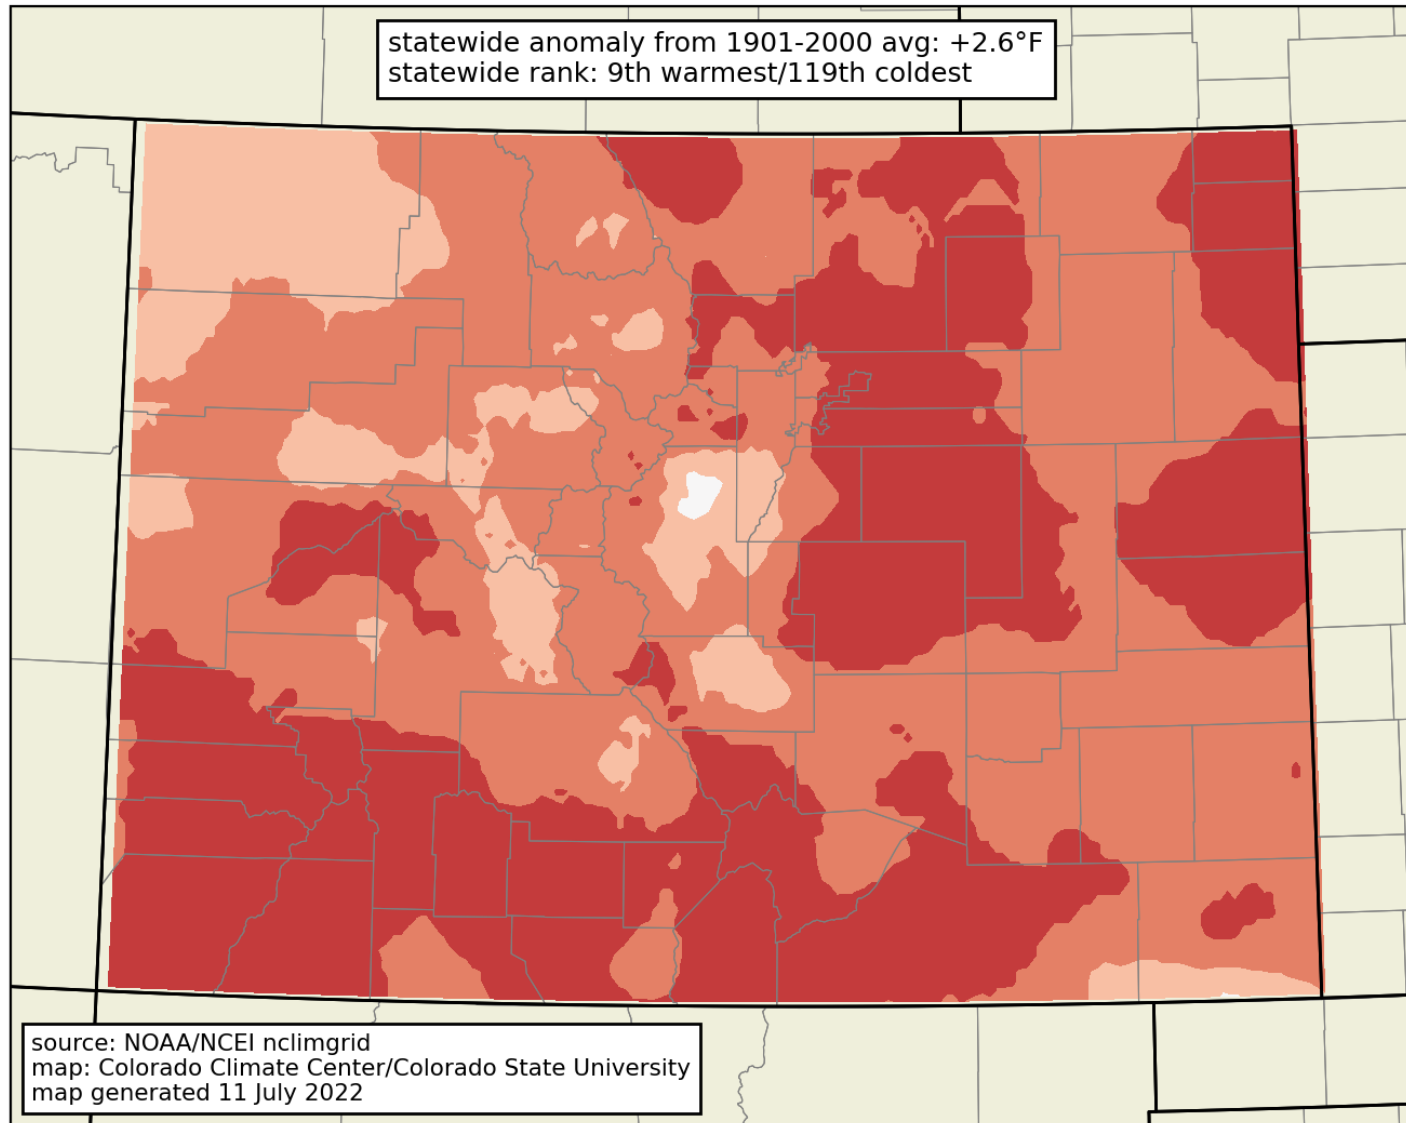 statewide anomaly from 1901-2000 avg: +2.6°F
statewide rank: 9th warmest/119th coldest
source: NOAA/NCEI nclimgrid
map: Colorado Climate Center/Colorado State University
map generated 11 July 2022